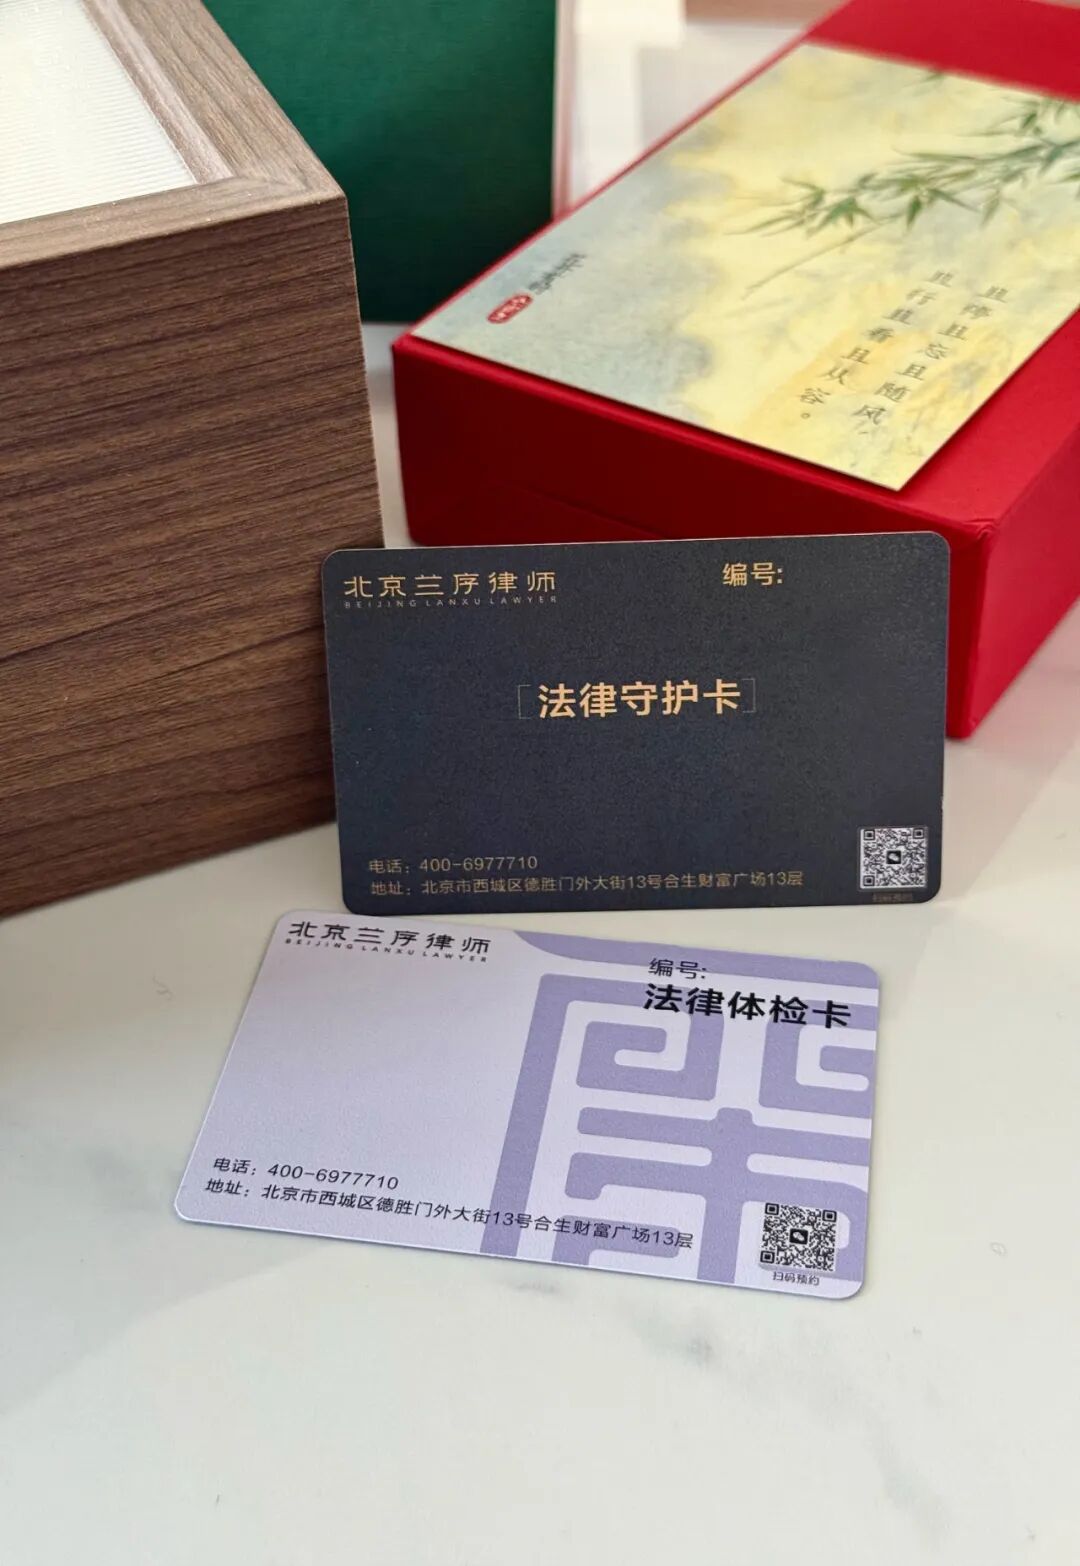 且停且忘且随风，
且行且看且从容。
北京兰序律师
BEIJING LANXU LAWYER
编号:
法律守护卡
电话：400-6977710
地址：北京市西城区德胜门外大街13号合生财富广场13层
扫码预约
北京兰序律师
BEIJING LANXU LAWYER
编号:
法律体检卡
电话：400-6977710
地址：北京市西城区德胜门外大街13号合生财富广场13层
扫码预约